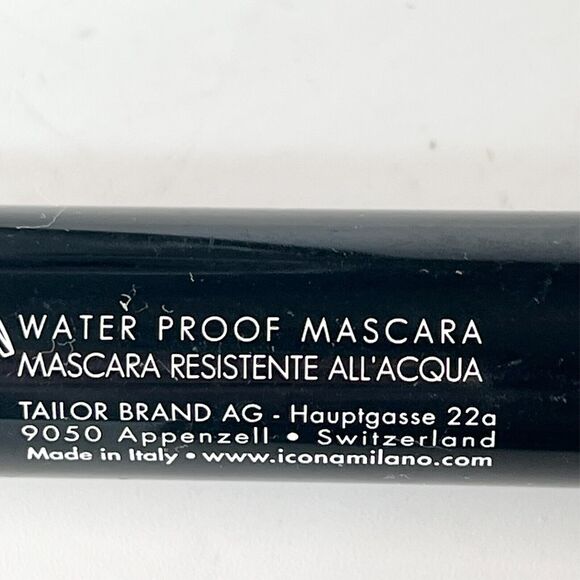 WATER PROOF MASCARA
MASCARA RESISTENTE ALL'ACQUA
TAILOR BRAND AG - Hauptgasse 22a
9050 Appenzell • Switzerland
Made in Italy • www.iconamilano.com